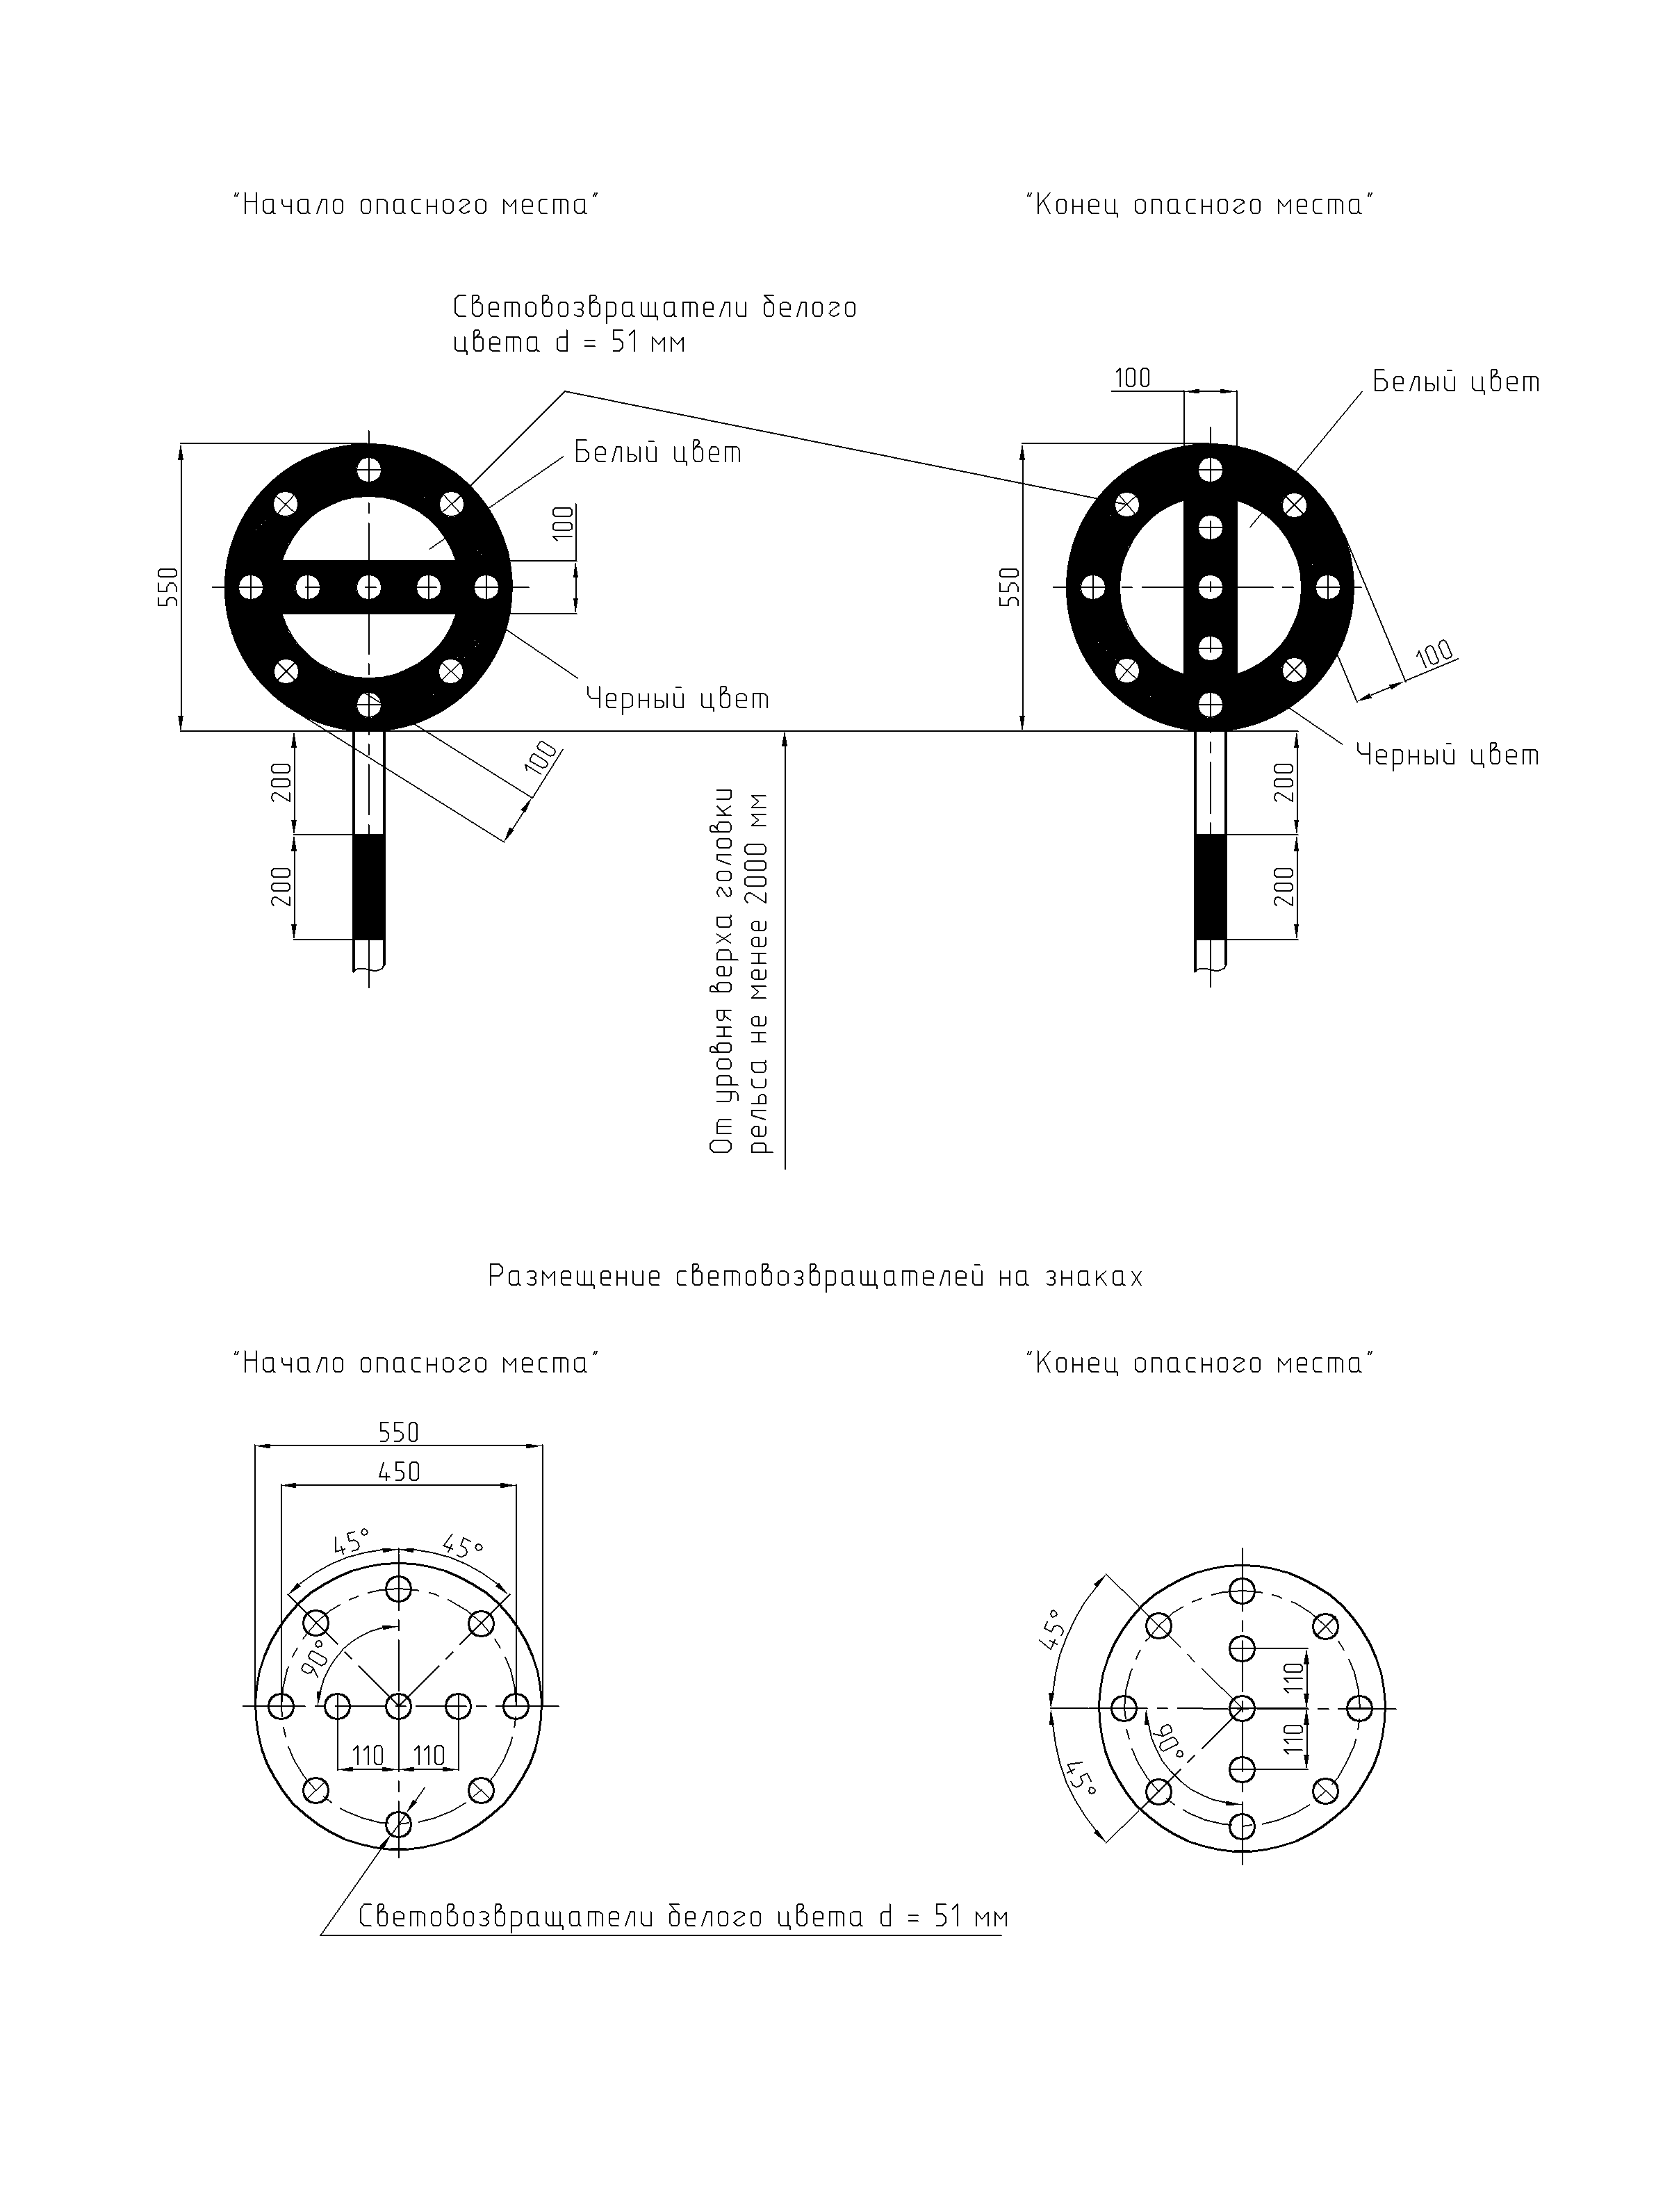 "Начало опасного места"
"Конец опасного места"
Световозвращатели белого
цвета d = 51 мм
100
Белый цвет
Белый цвет
100
550
550
100
Черный цвет
Черный цвет
100
200
200
200
200
От уровня верха головки
рельса не менее 2000 мм
Размещение световозвращателей на знаках
"Начало опасного места"
"Конец опасного места"
550
450
45°
45°
90°
110
110
45°
45°
90°
110
110
Световозвращатели белого цвета d = 51 мм